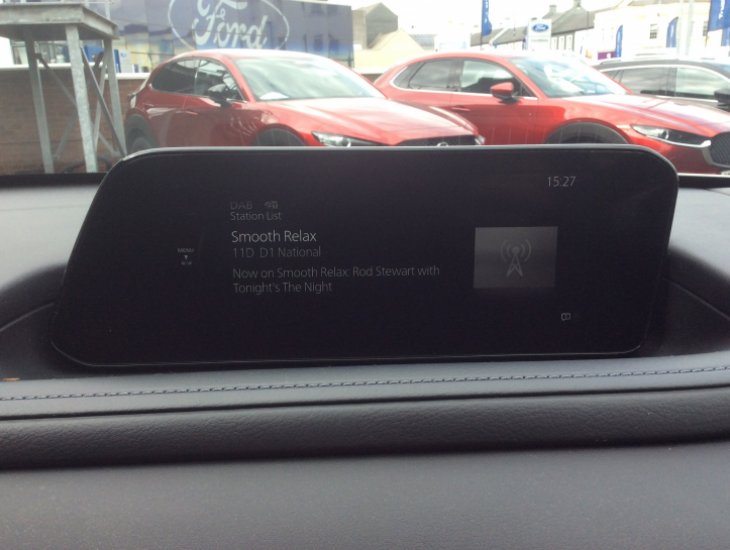 Ford
Ford
15:27
DAB
Station List
Smooth Relax
11D D1 National
Now on Smooth Relax: Rod Stewart with
Tonight's The Night
MENU